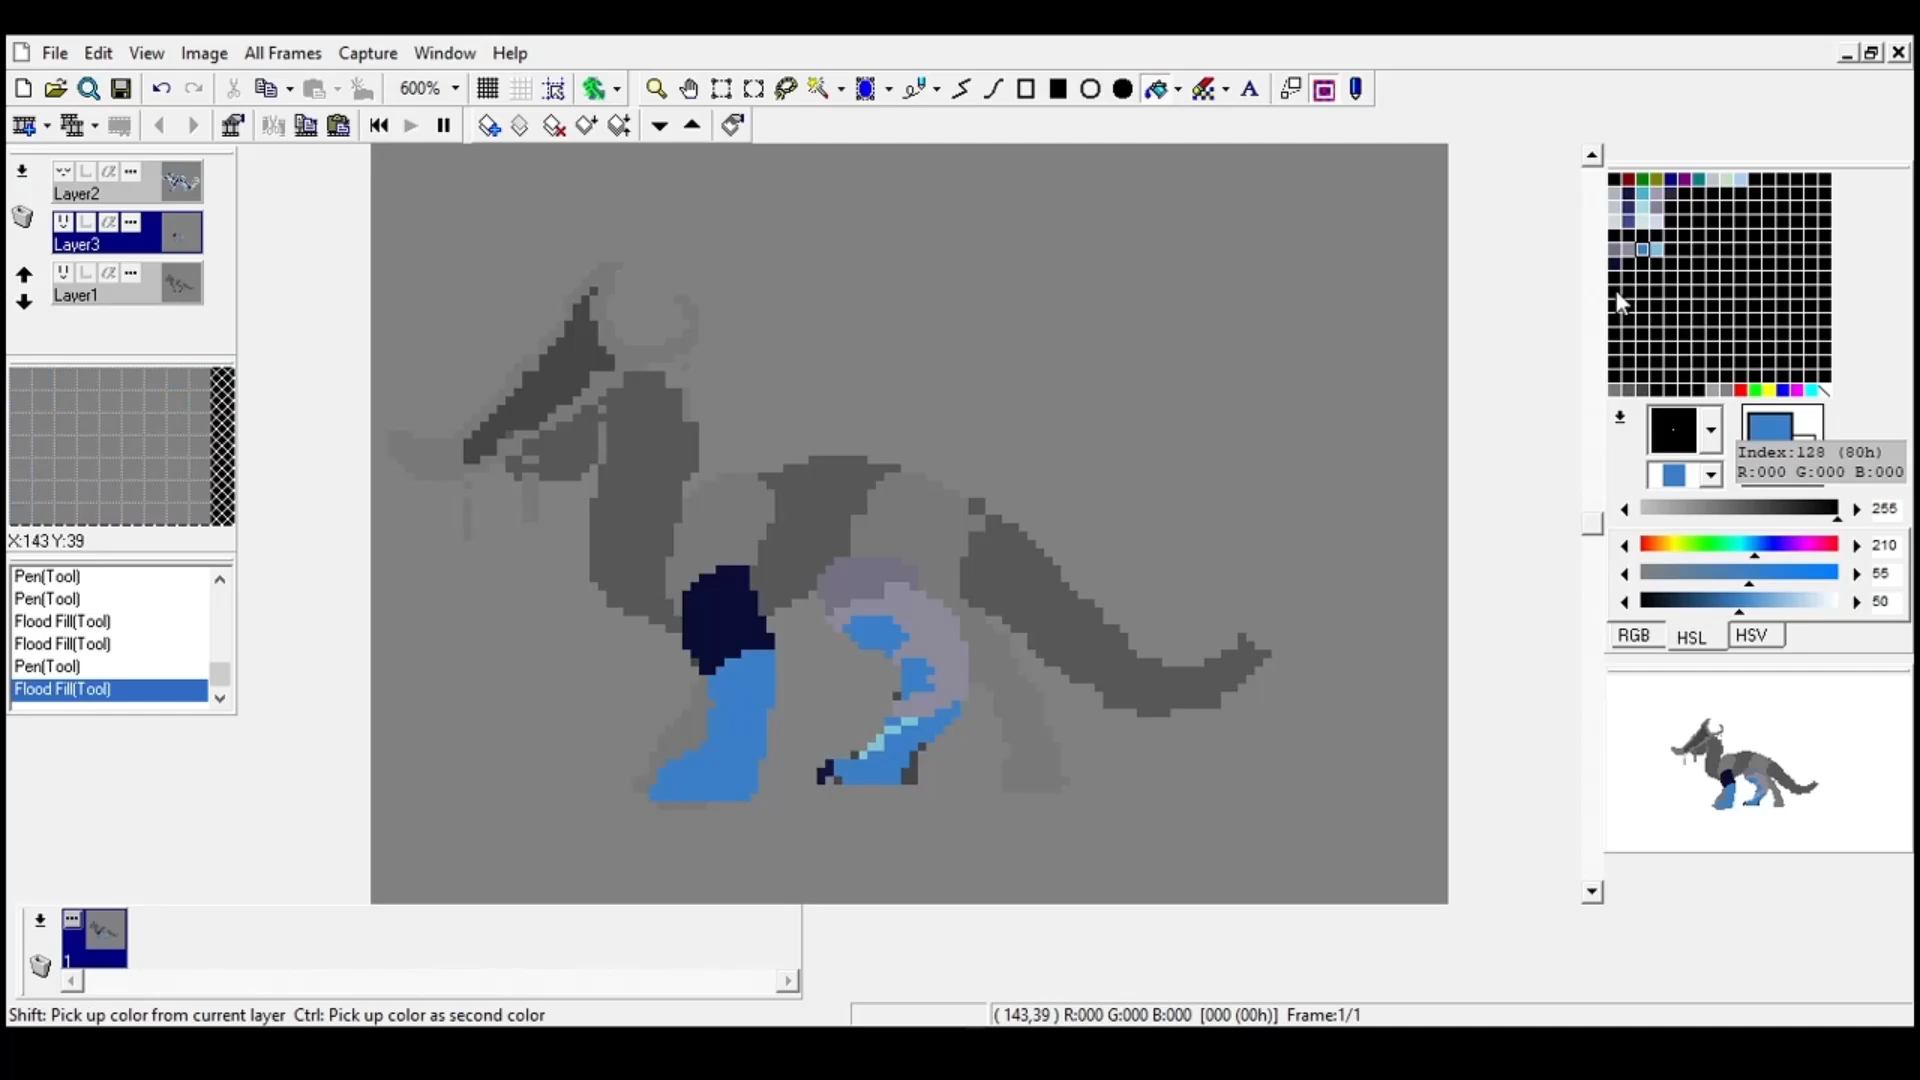 File Edit View Image All Frames Capture Window Help
600%
A
Layer2
Layer3
Layer1
X:143 Y:39
Pen(Tool)
Pen(Tool)
Flood Fill(Tool)
Flood Fill(Tool)
Pen(Tool)
Flood Fill(Tool)
Index:128 (80h)
R:000 G:000 B:000
255
210
55
50
RGB HSL HSV
1
Shift: Pick up color from current layer Ctrl: Pick up color as second color
( 143,39 ) R:000 G:000 B:000 [000 (00h)] Frame:1/1